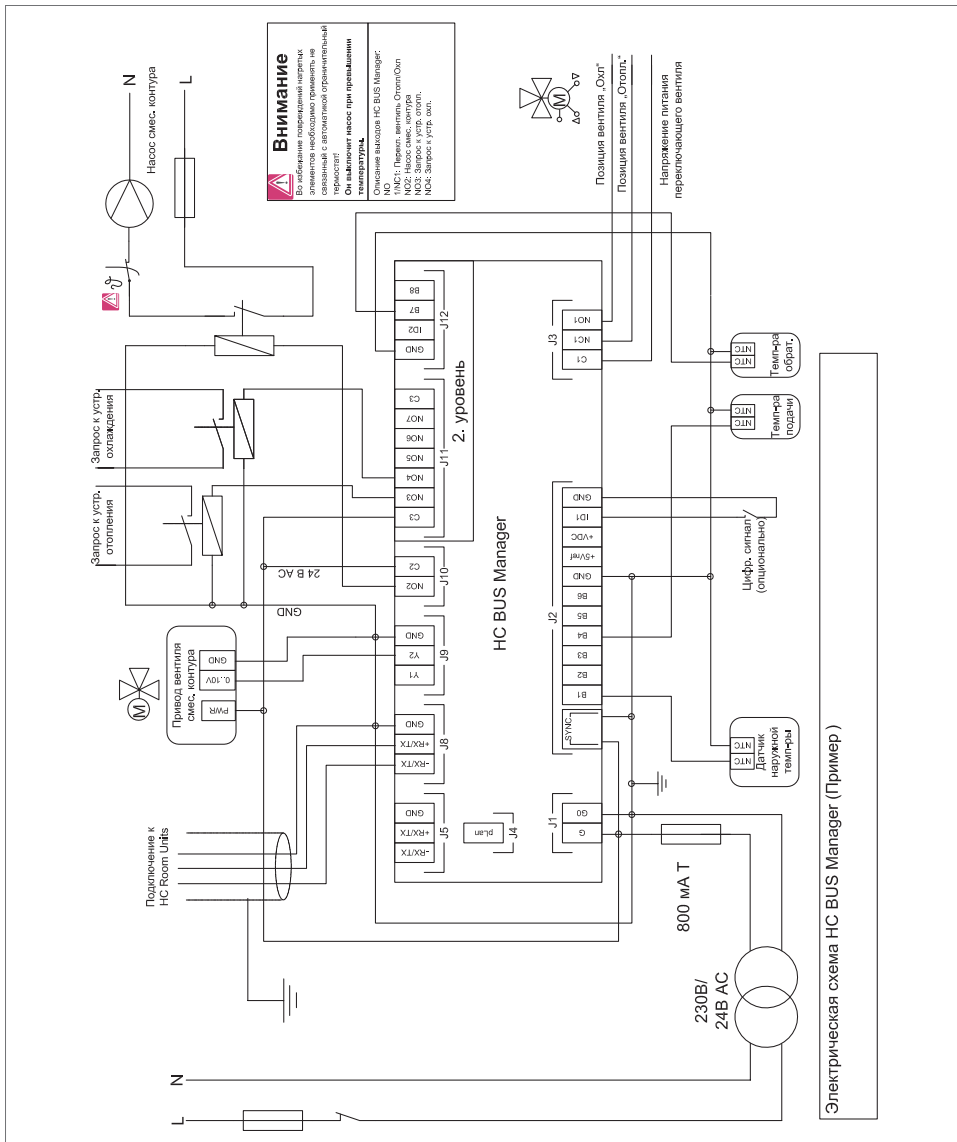 N
L
Насос смес. контура
Внимание
Во избежание повреждений нагретых
элементов необходимо применять не
связанный с автоматикой ограничительный
термостат!
Он выключит насос при превышении
температуры.
Описание выходов HC BUS Manager:
NO
1/NC1: Перекл. вентиль Отопл/Охл
NO2: Насос смес. контура
NO3: Запрос к устр. отопл.
NO4: Запрос к устр. охл.
M
Позиция вентиля „Охл"
Позиция вентиля „Отопл."
Напряжение питания
переключающего вентиля
ϑ
Запрос к устр.
охлаждения
Запрос к устр.
отопления
24 В AC
GND
M
Привод вентиля
смес. контура
PWR
0..10V
GND
Подключение к
HC Room Units
J5
-RX/TX
+RX/TX
GND
J8
-RX/TX
+RX/TX
GND
J9
Y1
Y2
GND
J10
NO2
C2
J11
C3
NO3
NO4
NO5
NO6
NO7
C3
J12
GND
ID2
B7
B8
2. уровень
HC BUS Manager
pLan
J4
J1
G
G0
SYNC
J2
B1
B2
B3
B4
B5
B6
GND
+5Vref
+VDC
ID1
GND
J3
C1
NC1
NO1
NTC
NTC
Датчик
наружной
темп-ры
Цифр. сигнал
(опционально)
NTC
NTC
Темп-ра
подачи
NTC
NTC
Темп-ра
обрат.
800 мА Т
230В/
24В AC
N
L
Электрическая схема HC BUS Manager (Пример )